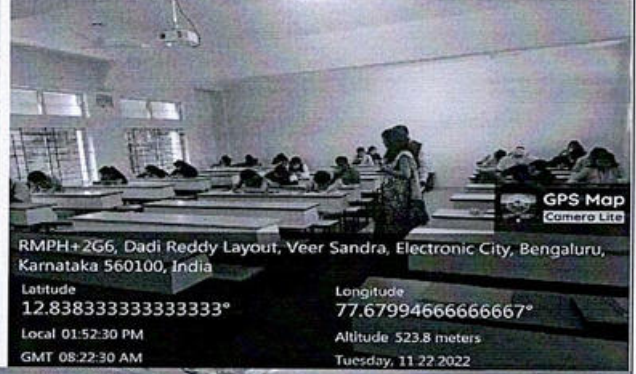 GPS Map
Camera Lite
RMPH+2G6, Dadi Reddy Layout, Veer Sandra, Electronic City, Bengaluru,
Karnataka 560100, India
Latitude
12.838333333333333°
Longitude
77.67994666666667°
Local 01:52:30 PM
Altitude 523.8 meters
GMT 08:22:30 AM
Tuesday, 11.22.2022